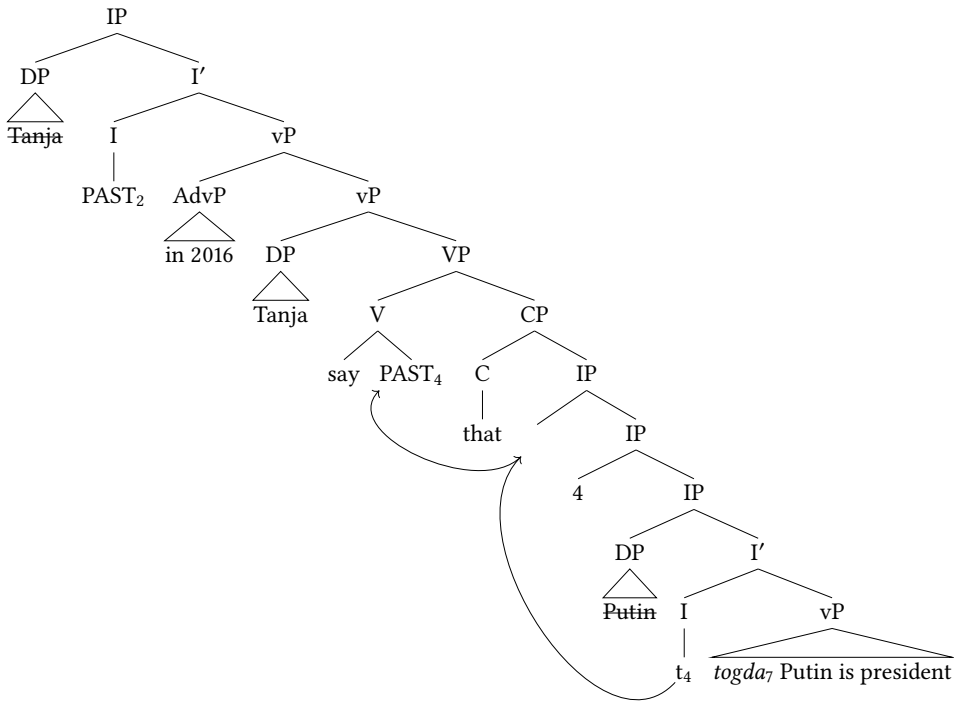 IP
DP I′
Tanja I vP
PAST₂ AdvP vP
in 2016 DP VP
Tanja V CP
say PAST₄ C IP
that IP
4 IP
DP I′
Putin I vP
t₄ togda₇ Putin is president